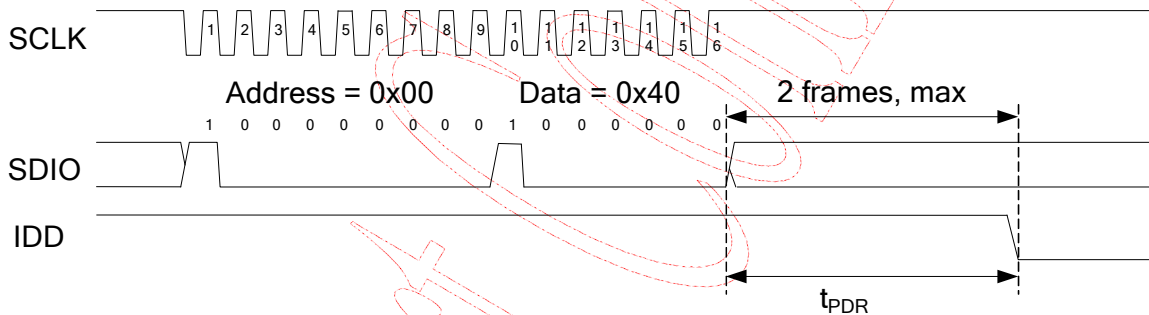 SCLK 1 2 3 4 5 6 7 8 9 10 11 12 13 14 15 16
Address = 0x00 Data = 0x40 2 frames, max
1 0 0 0 0 0 0 0 0 1 0 0 0 0 0 0
SDIO
IDD
tPDR